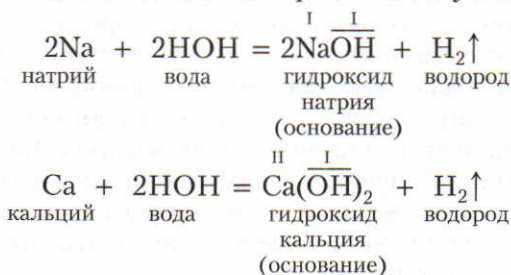 I I
2Na + 2HOH = 2NaOH + H₂↑
натрий вода гидроксид водород
натрия
(основание)
II I
Ca + 2HOH = Ca(OH)₂ + H₂↑
кальций вода гидроксид водород
кальция
(основание)